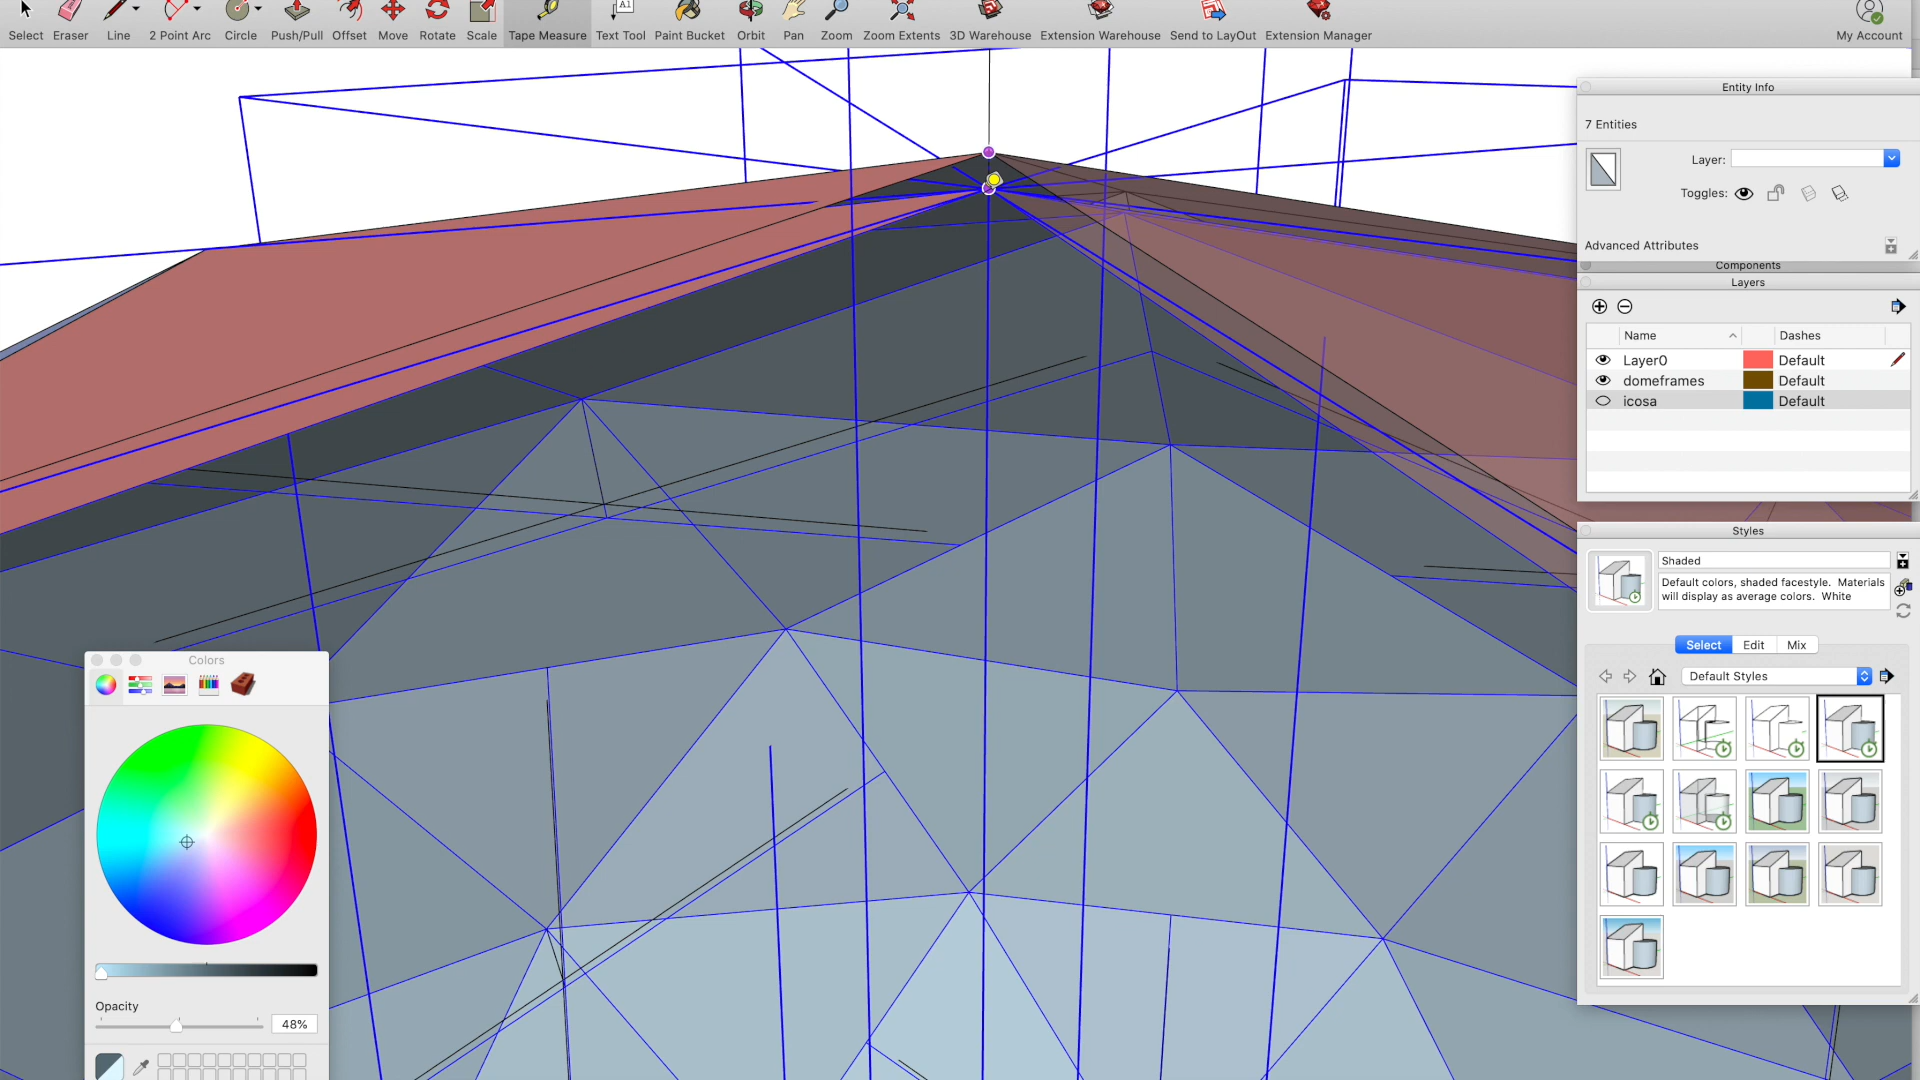 Select Eraser Line 2 Point Arc Circle Push/Pull Offset Move Rotate Scale Tape Measure Text Tool Paint Bucket Orbit Pan Zoom Zoom Extents 3D Warehouse Extension Warehouse Send to LayOut Extension Manager My Account
A1
Entity Info
7 Entities
Layer:
Toggles:
Advanced Attributes
Components
Layers
Name Dashes
Layer0 Default
domeframes Default
icosa Default
Styles
Shaded
Default colors, shaded facestyle. Materials
will display as average colors. White
Select Edit Mix
Default Styles
Colors
Opacity
48%